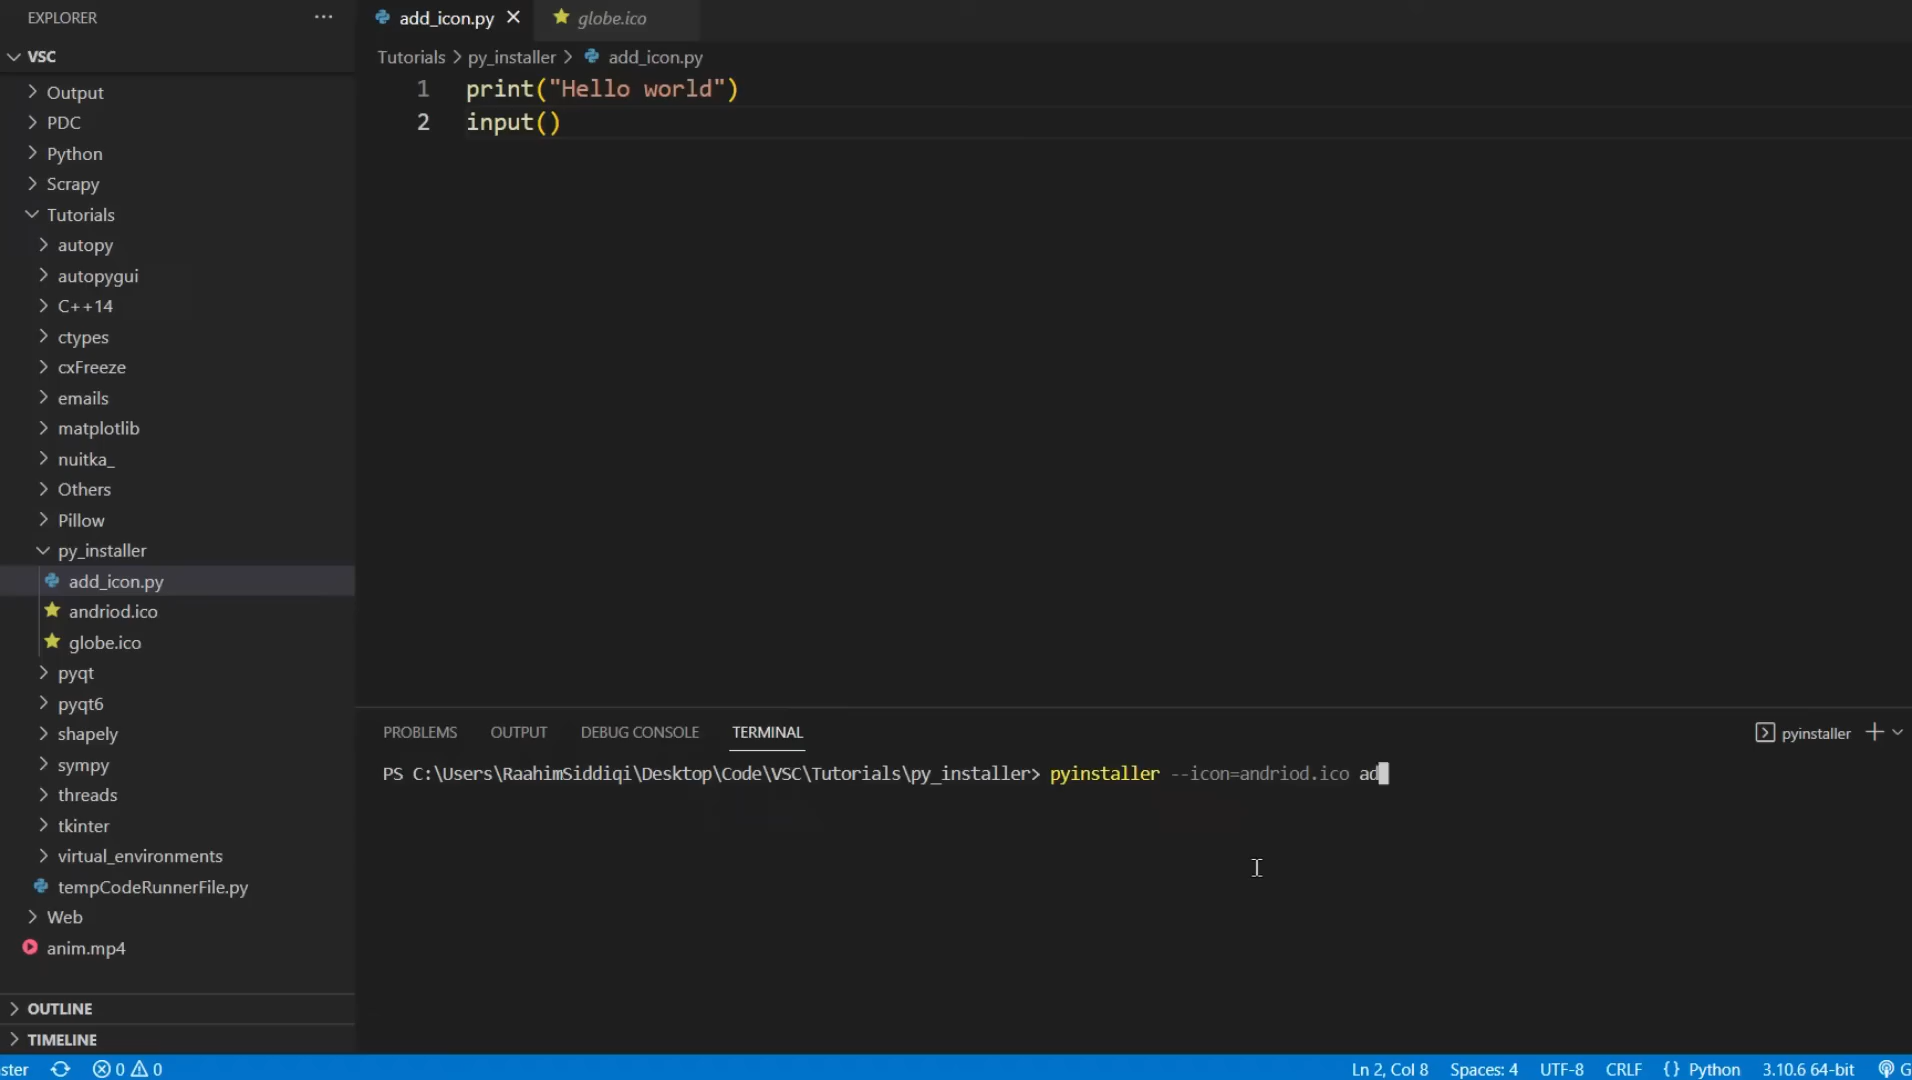 EXPLORER
VSC
Output
PDC
Python
Scrapy
Tutorials
autopy
autopygui
C++14
ctypes
cxFreeze
emails
matplotlib
nuitka_
Others
Pillow
py_installer
add_icon.py
andriod.ico
globe.ico
pyqt
pyqt6
shapely
sympy
threads
tkinter
virtual_environments
tempCodeRunnerFile.py
Web
anim.mp4
OUTLINE
TIMELINE
add_icon.py
globe.ico
Tutorials > py_installer > add_icon.py
1 print("Hello world")
2 input()
PROBLEMS OUTPUT DEBUG CONSOLE TERMINAL
pyinstaller
PS C:\Users\RaahimSiddiqi\Desktop\Code\VSC\Tutorials\py_installer> pyinstaller --icon=andriod.ico ad
ster 0 0 Ln 2, Col 8 Spaces: 4 UTF-8 CRLF {} Python 3.10.6 64-bit G